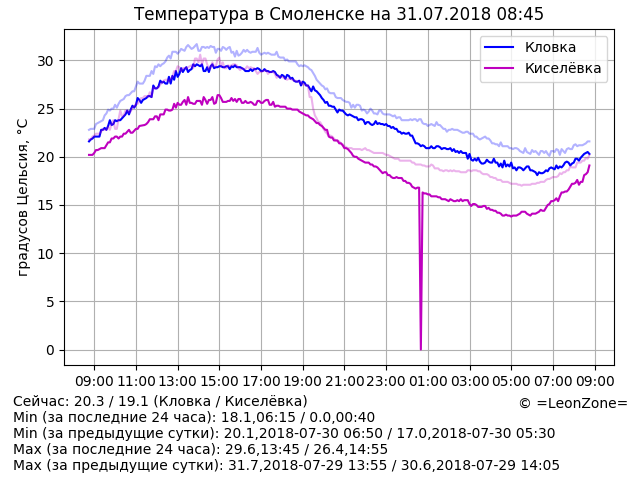 Температура в Смоленске на 31.07.2018 08:45
Кловка
Киселёвка
градусов Цельсия, °C
30
25
20
15
10
5
0
09:00 11:00 13:00 15:00 17:00 19:00 21:00 23:00 01:00 03:00 05:00 07:00 09:00
Сейчас: 20.3 / 19.1 (Кловка / Киселёвка)
© =LeonZone=
Min (за последние 24 часа): 18.1,06:15 / 0.0,00:40
Min (за предыдущие сутки): 20.1,2018-07-30 06:50 / 17.0,2018-07-30 05:30
Max (за последние 24 часа): 29.6,13:45 / 26.4,14:55
Max (за предыдущие сутки): 31.7,2018-07-29 13:55 / 30.6,2018-07-29 14:05